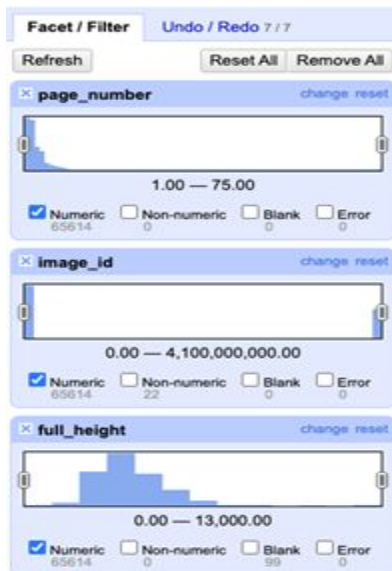 Facet / Filter Undo / Redo 7 / 7
Refresh Reset All Remove All
× page_number change reset
1.00 — 75.00
Numeric Non-numeric Blank Error
65614 0 0 0
× image_id change reset
0.00 — 4,100,000,000.00
Numeric Non-numeric Blank Error
65614 22 0 0
× full_height change reset
0.00 — 13,000.00
Numeric Non-numeric Blank Error
65614 0 99 0